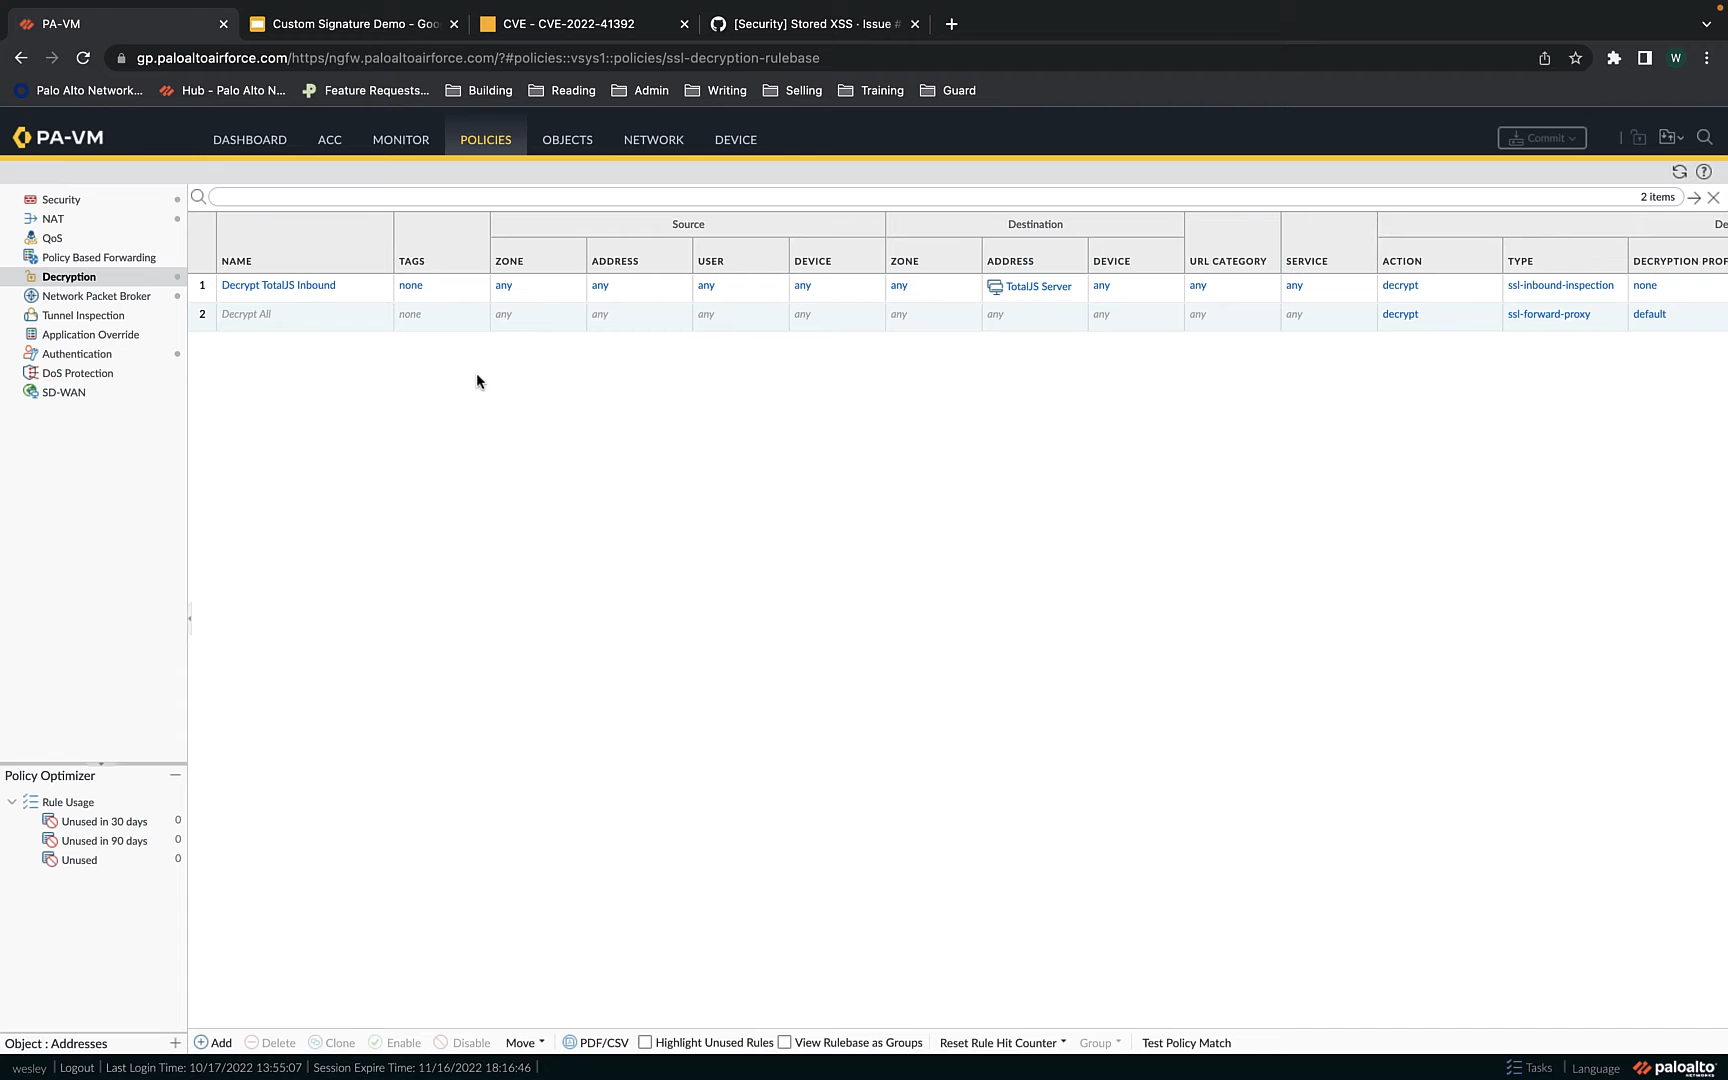 PA-VM
Custom Signature Demo - Goo
CVE - CVE-2022-41392
[Security] Stored XSS · Issue #
gp.paloaltoairforce.com/https/ngfw.paloaltoairforce.com/?#policies::vsys1::policies/ssl-decryption-rulebase
W
Palo Alto Network... Hub - Palo Alto N... Feature Requests... Building Reading Admin Writing Selling Training Guard
PA-VM DASHBOARD ACC MONITOR POLICIES OBJECTS NETWORK DEVICE Commit
Security
NAT
QoS
Policy Based Forwarding
Decryption
Network Packet Broker
Tunnel Inspection
Application Override
Authentication
DoS Protection
SD-WAN
2 items
Source Destination De
NAME TAGS ZONE ADDRESS USER DEVICE ZONE ADDRESS DEVICE URL CATEGORY SERVICE ACTION TYPE DECRYPTION PROF
1 Decrypt TotalJS Inbound none any any any any any TotalJS Server any any any decrypt ssl-inbound-inspection none
2 Decrypt All none any any any any any any any any any decrypt ssl-forward-proxy default
Policy Optimizer
Rule Usage
Unused in 30 days 0
Unused in 90 days 0
Unused 0
Object : Addresses
Add Delete Clone Enable Disable Move PDF/CSV Highlight Unused Rules View Rulebase as Groups Reset Rule Hit Counter Group Test Policy Match
wesley | Logout | Last Login Time: 10/17/2022 13:55:07 | Session Expire Time: 11/16/2022 18:16:46 |
Tasks | Language paloalto
NETWORKS